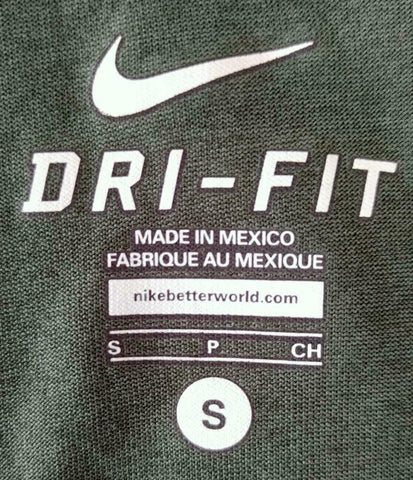 DRI-FIT
MADE IN MEXICO
FABRIQUE AU MEXIQUE
nikebetterworld.com
S P CH
S